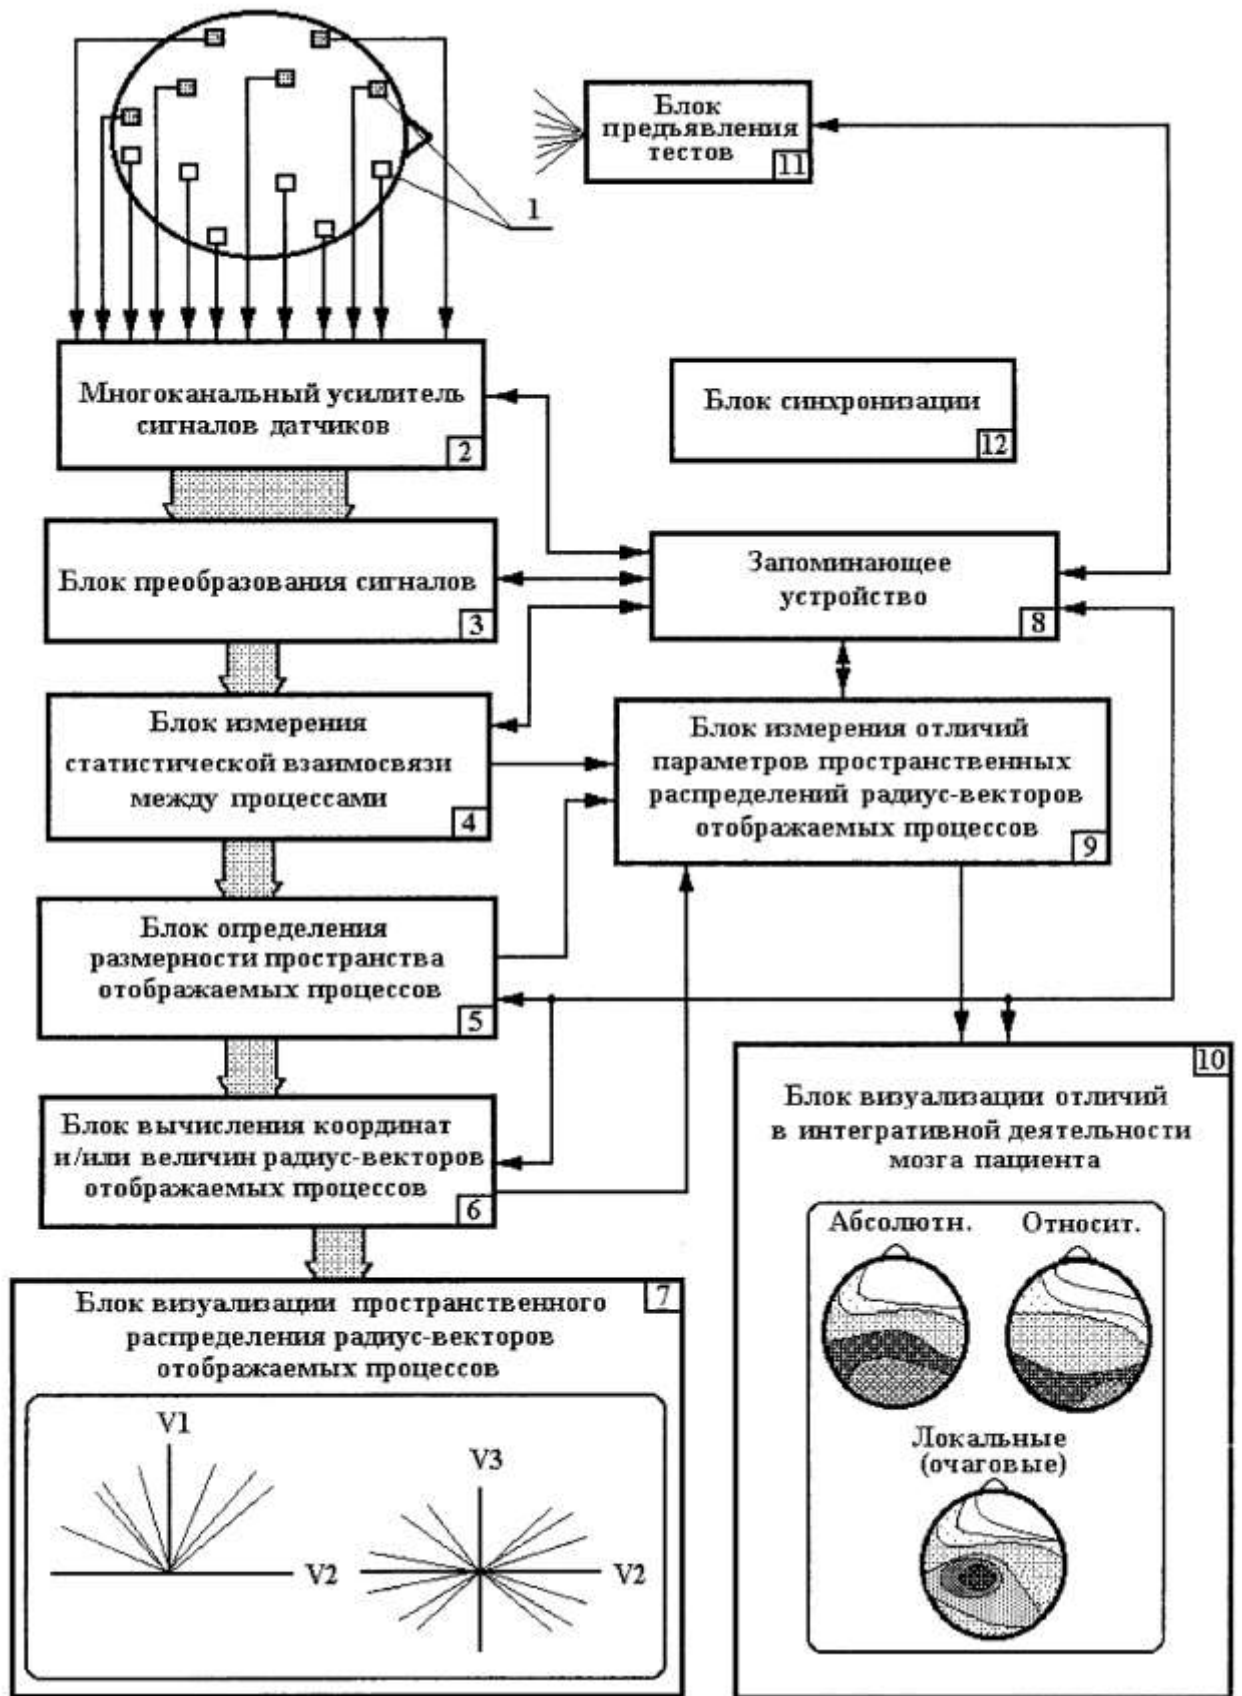 Блок
предъявления
тестов
11
1
Многоканальный усилитель
сигналов датчиков
2
Блок синхронизации
12
Блок преобразования сигналов
3
Запоминающее
устройство
8
Блок измерения
статистической взаимосвязи
между процессами
4
Блок измерения отличий
параметров пространственных
распределений радиус-векторов
отображаемых процессов
9
Блок определения
размерности пространства
отображаемых процессов
5
Блок вычисления координат
и/или величин радиус-векторов
отображаемых процессов
6
10
Блок визуализации отличий
в интегративной деятельности
мозга пациента
Абсолютн.
Относит.
Локальные
(очаговые)
7
Блок визуализации пространственного
распределения радиус-векторов
отображаемых процессов
V1
V2
V3
V2